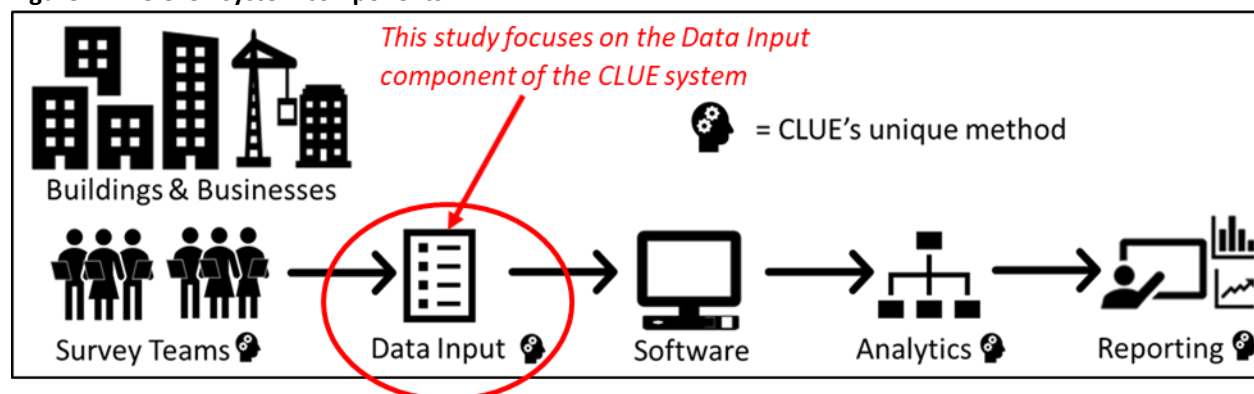 This study focuses on the Data Input
component of the CLUE system
= CLUE's unique method
Buildings & Businesses
Survey Teams
Data Input
Software
Analytics
Reporting